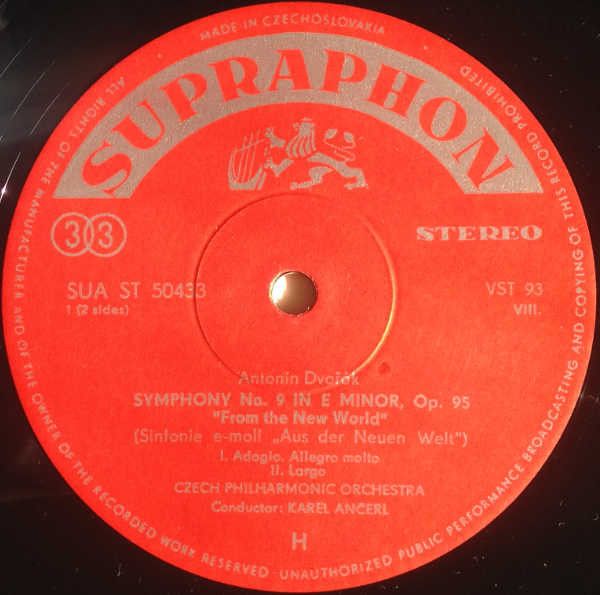 MADE IN CZECHOSLOVAKIA
ALL RIGHTS OF THE MANUFACTURER AND OF THE OWNER OF THE RECORDED WORK RESERVED - UNAUTHORIZED PUBLIC PERFORMANCE BROADCASTING AND COPYING OF THIS RECORD PROHIBITED
SUPRAPHON
33
STEREO
SUA ST 50433
VST 93
1 (2 sides)
VIII.
Antonín Dvořák
SYMPHONY No. 9 IN E MINOR, Op. 95
"From the New World"
(Sinfonie e-moll „Aus der Neuen Welt")
I. Adagio. Allegro molto
II. Largo
CZECH PHILHARMONIC ORCHESTRA
Conductor: KAREL ANČERL
H